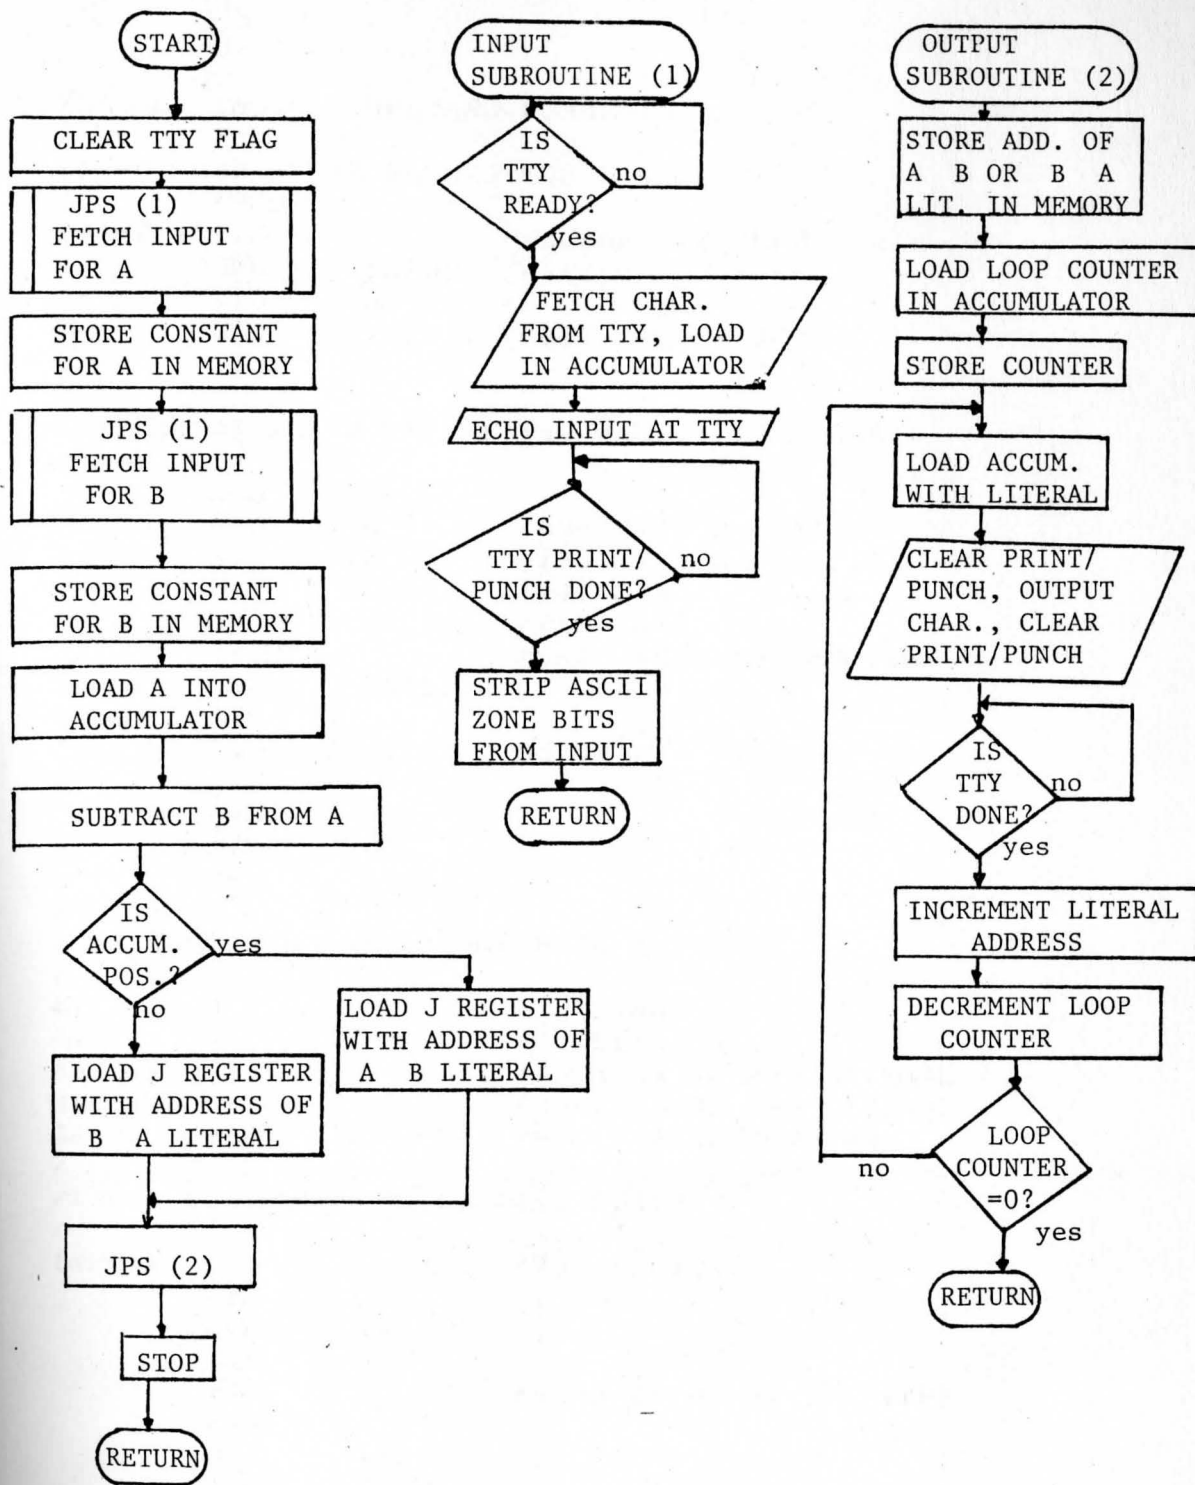 START
CLEAR TTY FLAG
JPS (1)
FETCH INPUT
FOR A
STORE CONSTANT
FOR A IN MEMORY
JPS (1)
FETCH INPUT
FOR B
STORE CONSTANT
FOR B IN MEMORY
LOAD A INTO
ACCUMULATOR
SUBTRACT B FROM A
IS
ACCUM.
POS.?
yes
no
LOAD J REGISTER
WITH ADDRESS OF
A B LITERAL
LOAD J REGISTER
WITH ADDRESS OF
B A LITERAL
JPS (2)
STOP
RETURN
INPUT
SUBROUTINE (1)
IS
TTY
READY?
no
yes
FETCH CHAR.
FROM TTY, LOAD
IN ACCUMULATOR
ECHO INPUT AT TTY
IS
TTY PRINT/
PUNCH DONE?
no
yes
STRIP ASCII
ZONE BITS
FROM INPUT
RETURN
OUTPUT
SUBROUTINE (2)
STORE ADD. OF
A B OR B A
LIT. IN MEMORY
LOAD LOOP COUNTER
IN ACCUMULATOR
STORE COUNTER
LOAD ACCUM.
WITH LITERAL
CLEAR PRINT/
PUNCH, OUTPUT
CHAR., CLEAR
PRINT/PUNCH
IS
TTY
DONE?
no
yes
INCREMENT LITERAL
ADDRESS
DECREMENT LOOP
COUNTER
LOOP
COUNTER
=0?
no
yes
RETURN